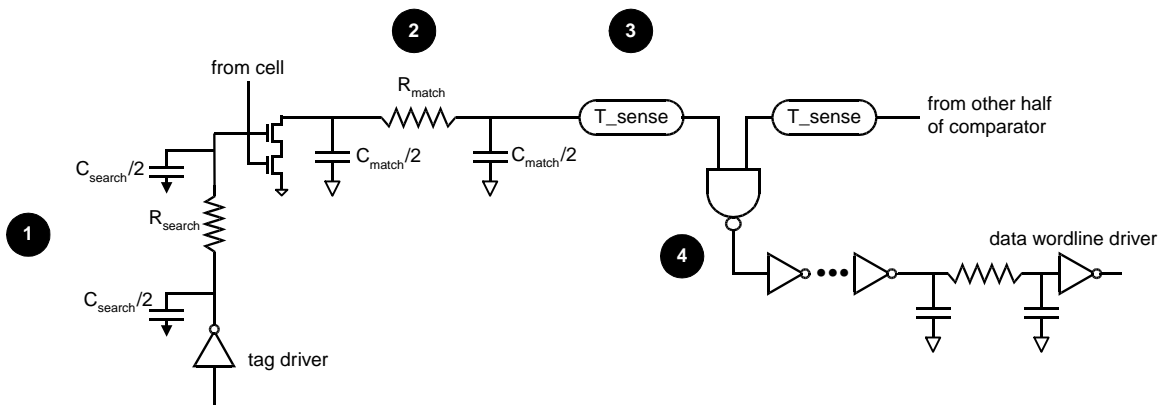 2
3
from cell
R_match
T_sense
T_sense
from other half
of comparator
C_search/2
C_match/2
C_match/2
1
R_search
4
data wordline driver
C_search/2
tag driver